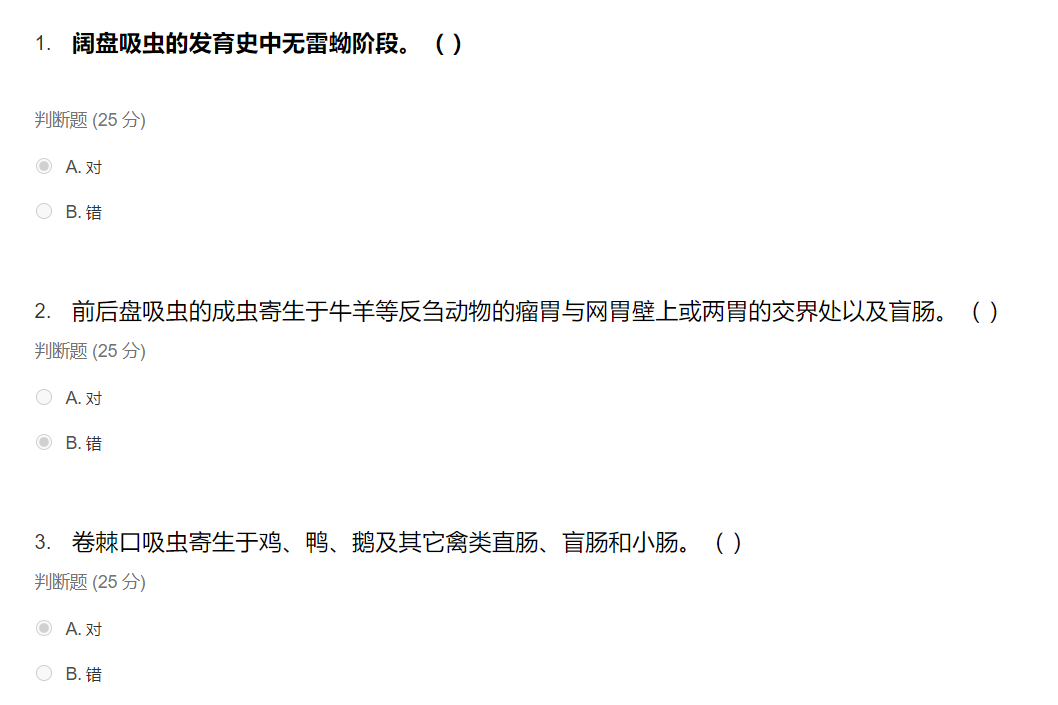 1. 阔盘吸虫的发育史中无雷蚴阶段。 ( )
判断题 (25 分)
A. 对
B. 错
2. 前后盘吸虫的成虫寄生于牛羊等反刍动物的瘤胃与网胃壁上或两胃的交界处以及盲肠。 ( )
判断题 (25 分)
A. 对
B. 错
3. 卷棘口吸虫寄生于鸡、鸭、鹅及其它禽类直肠、盲肠和小肠。 ( )
判断题 (25 分)
A. 对
B. 错